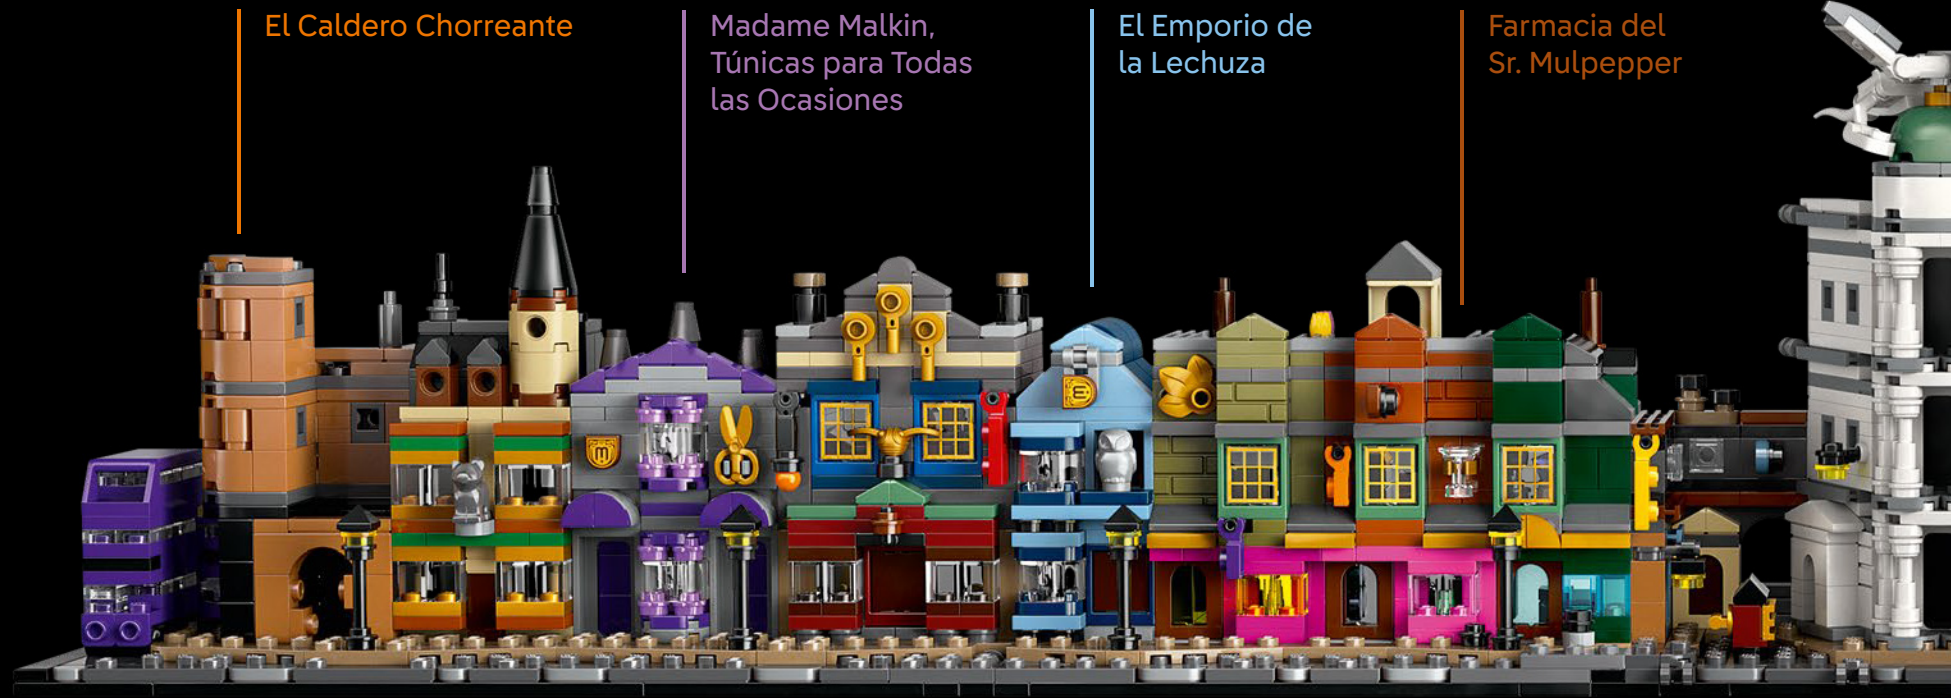 El Caldero Chorreante
Madame Malkin,
Túnicas para Todas
las Ocasiones
El Emporio de
la Lechuza
Farmacia del
Sr. Mulpepper